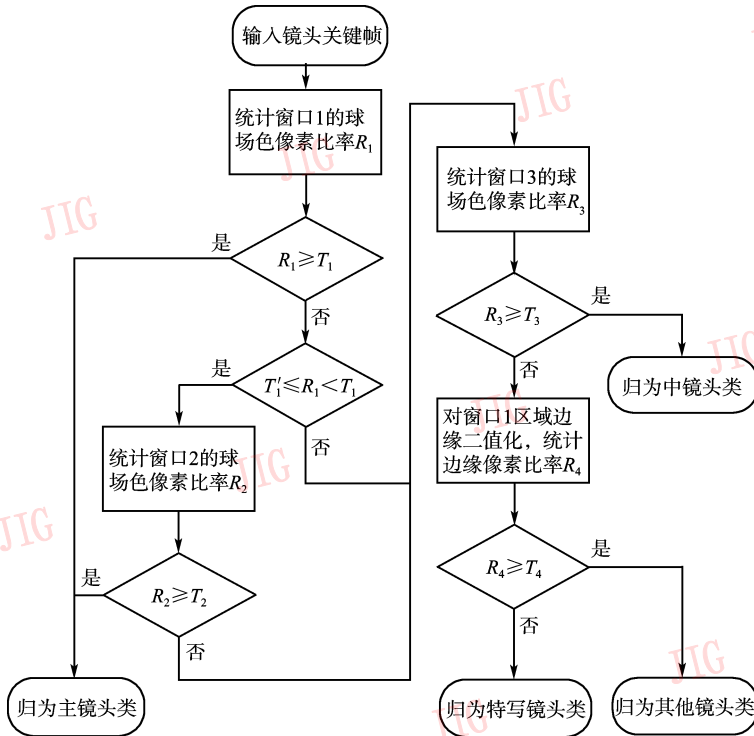 输入镜头关键帧
统计窗口1的球
场色像素比率R₁
是
R₁≥T₁
否
是
T′₁≤R₁<T₁
否
统计窗口2的球
场色像素比率R₂
是
R₂≥T₂
否
归为主镜头类
统计窗口3的球
场色像素比率R₃
R₃≥T₃
是
否
归为中镜头类
对窗口1区域边
缘二值化，统计
边缘像素比率R₄
R₄≥T₄
是
否
归为特写镜头类
归为其他镜头类
JIG
JIG
JIG
JIG
JIG
JIG
JIG
JIG
JIG